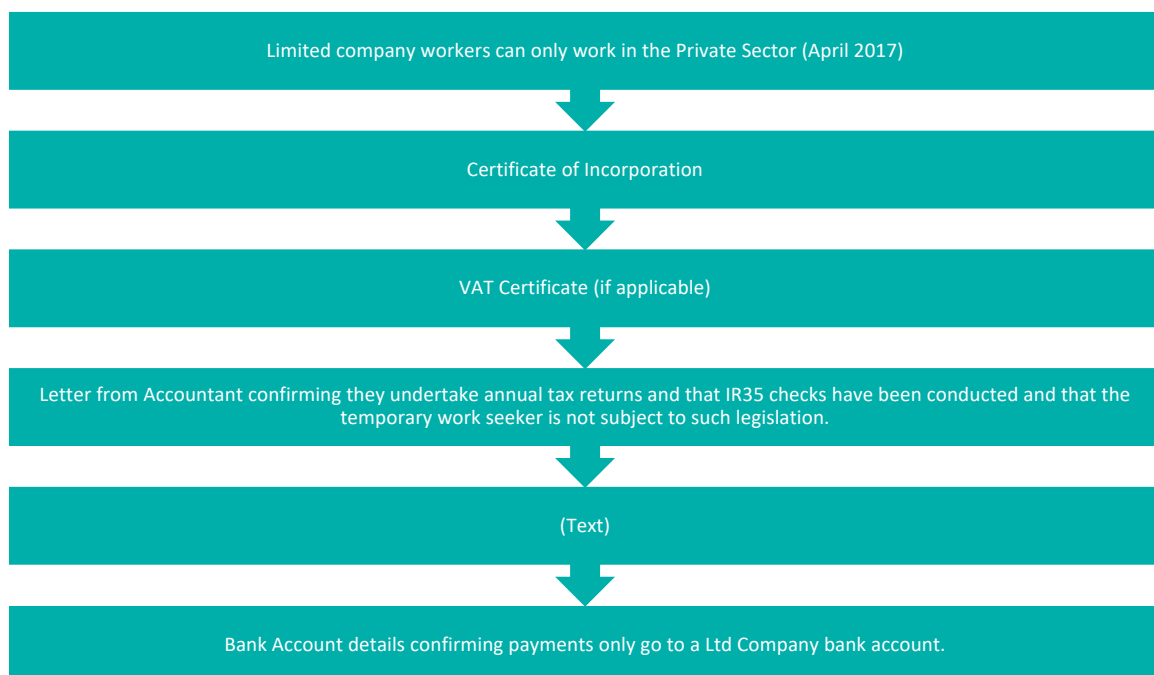 Limited company workers can only work in the Private Sector (April 2017)
Certificate of Incorporation
VAT Certificate (if applicable)
Letter from Accountant confirming they undertake annual tax returns and that IR35 checks have been conducted and that the
temporary work seeker is not subject to such legislation.
(Text)
Bank Account details confirming payments only go to a Ltd Company bank account.